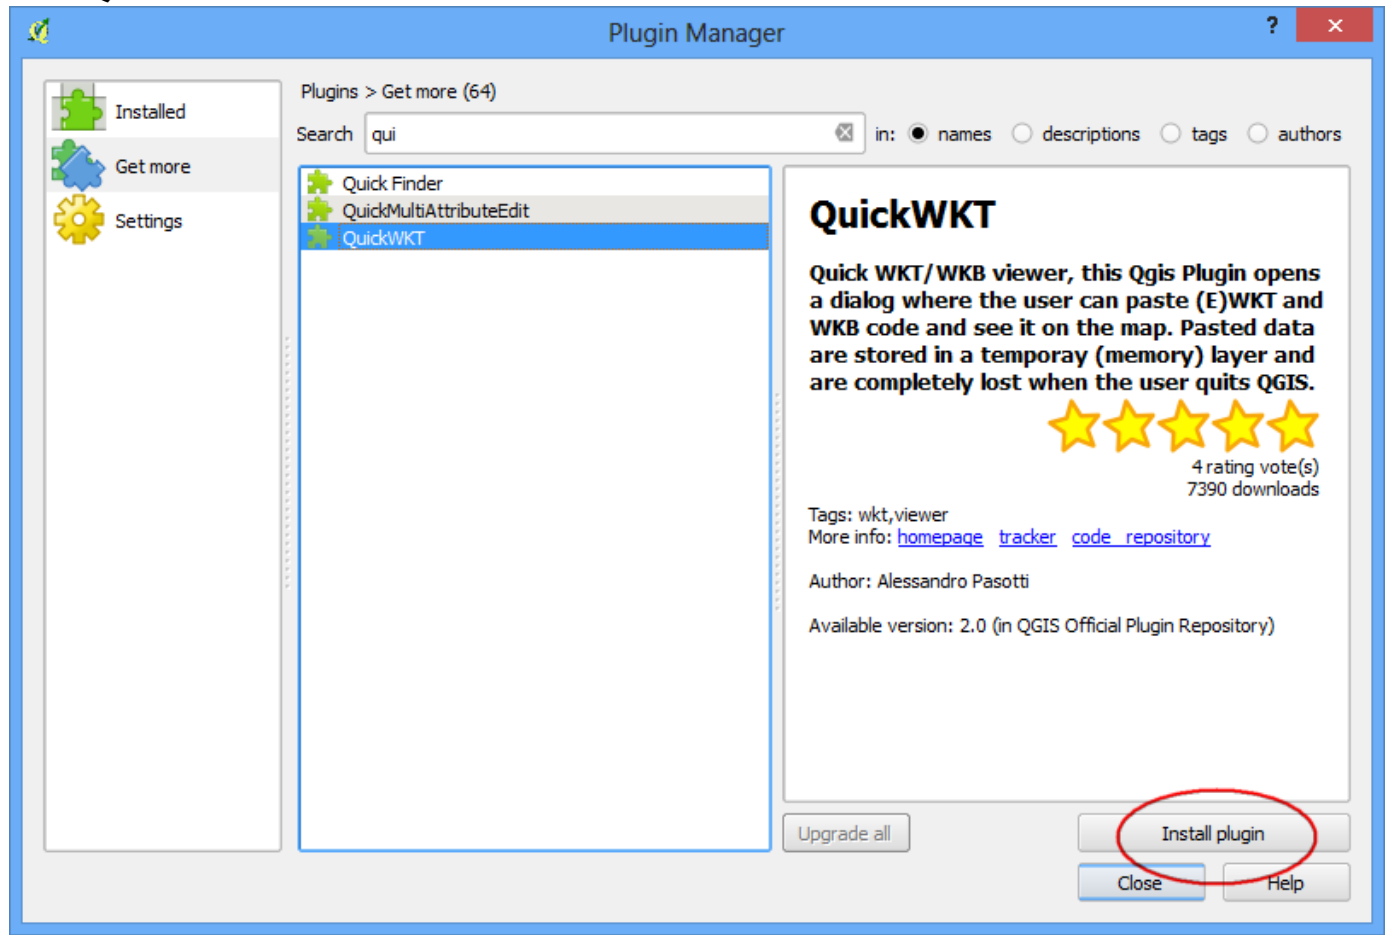 Plugin Manager
?
Installed
Get more
Settings
Plugins > Get more (64)
Search qui in: names descriptions tags authors
Quick Finder
QuickMultiAttributeEdit
QuickWKT
QuickWKT
Quick WKT/WKB viewer, this Qgis Plugin opens
a dialog where the user can paste (E)WKT and
WKB code and see it on the map. Pasted data
are stored in a temporay (memory) layer and
are completely lost when the user quits QGIS.
4 rating vote(s)
7390 downloads
Tags: wkt,viewer
More info: homepage tracker code_repository
Author: Alessandro Pasotti
Available version: 2.0 (in QGIS Official Plugin Repository)
Upgrade all
Install plugin
Close
Help